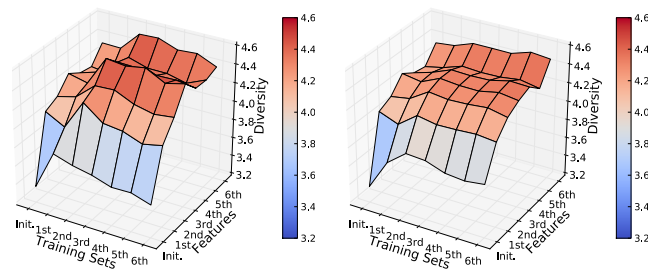 4.6
4.4
4.2
4.0
3.8
3.6
3.4
3.2
Diversity
Init.
1st
2nd
3rd
4th
5th
6th
Training Sets
Init.
1st
2nd
3rd
4th
5th
6th
Features
4.6
4.4
4.2
4.0
3.8
3.6
3.4
3.2
4.6
4.4
4.2
4.0
3.8
3.6
3.4
3.2
Diversity
Init.
1st
2nd
3rd
4th
5th
6th
Training Sets
Init.
1st
2nd
3rd
4th
5th
6th
Features
4.6
4.4
4.2
4.0
3.8
3.6
3.4
3.2